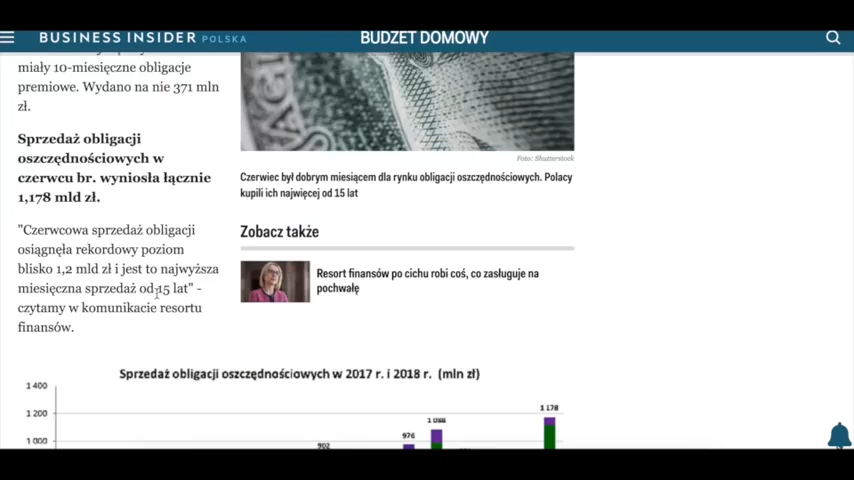 BUSINESS INSIDER POLSKA
BUDŻET DOMOWY
miały 10-miesięczne obligacje
premiowe. Wydano na nie 371 mln
zł.
Sprzedaż obligacji
oszczędnościowych w
czerwcu br. wyniosła łącznie
1,178 mld zł.
"Czerwcowa sprzedaż obligacji
osiągnęła rekordowy poziom
blisko 1,2 mld zł i jest to najwyższa
miesięczna sprzedaż od 15 lat" -
czytamy w komunikacie resortu
finansów.
Foto: Shutterstock
Czerwiec był dobrym miesiącem dla rynku obligacji oszczędnościowych. Polacy
kupili ich najwięcej od 15 lat
Zobacz także
Resort finansów po cichu robi coś, co zasługuje na
pochwałę
Sprzedaż obligacji oszczędnościowych w 2017 r. i 2018 r. (mln zł)
1 400
1 200
1 000
902
976
1 088
1 178